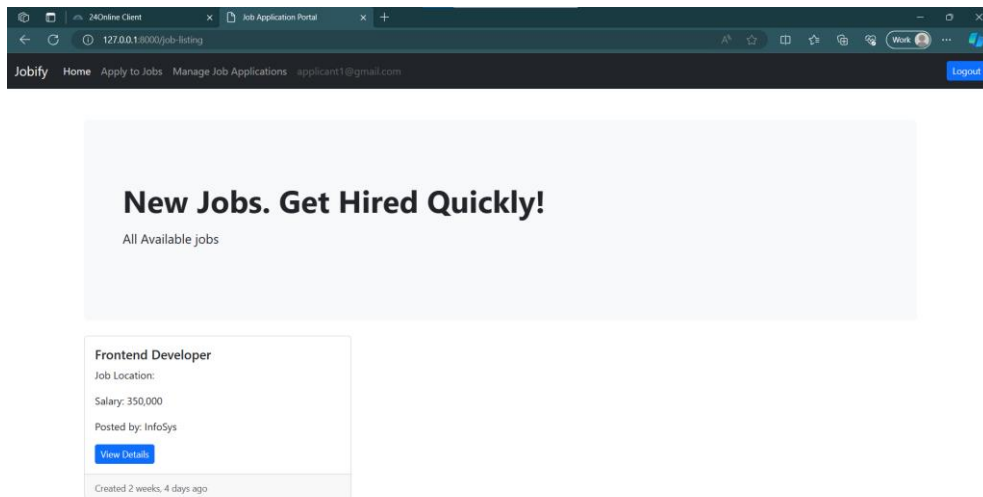 24Online Client
Job Application Portal
127.0.0.1:8000/job-listing
Work
Jobify Home Apply to Jobs Manage Job Applications applicant1@gmail.com Logout
New Jobs. Get Hired Quickly!
All Available jobs
Frontend Developer
Job Location:
Salary: 350,000
Posted by: InfoSys
View Details
Created 2 weeks, 4 days ago